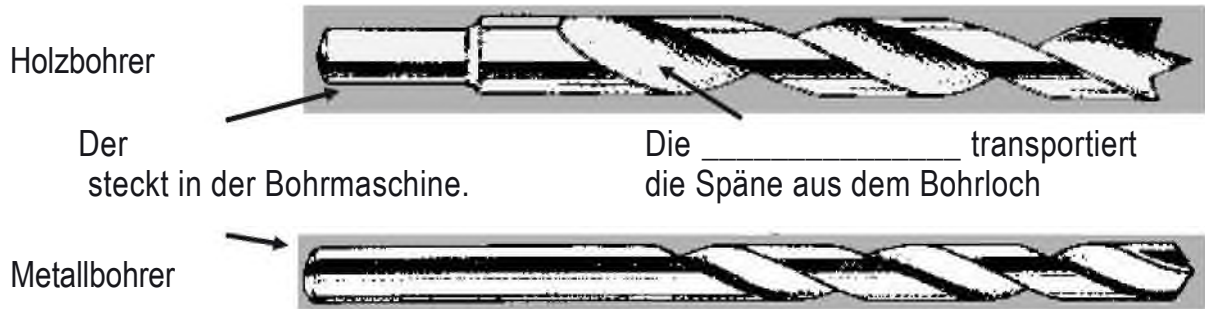 Holzbohrer
Der
steckt in der Bohrmaschine.
Die _______________ transportiert
die Späne aus dem Bohrloch
Metallbohrer